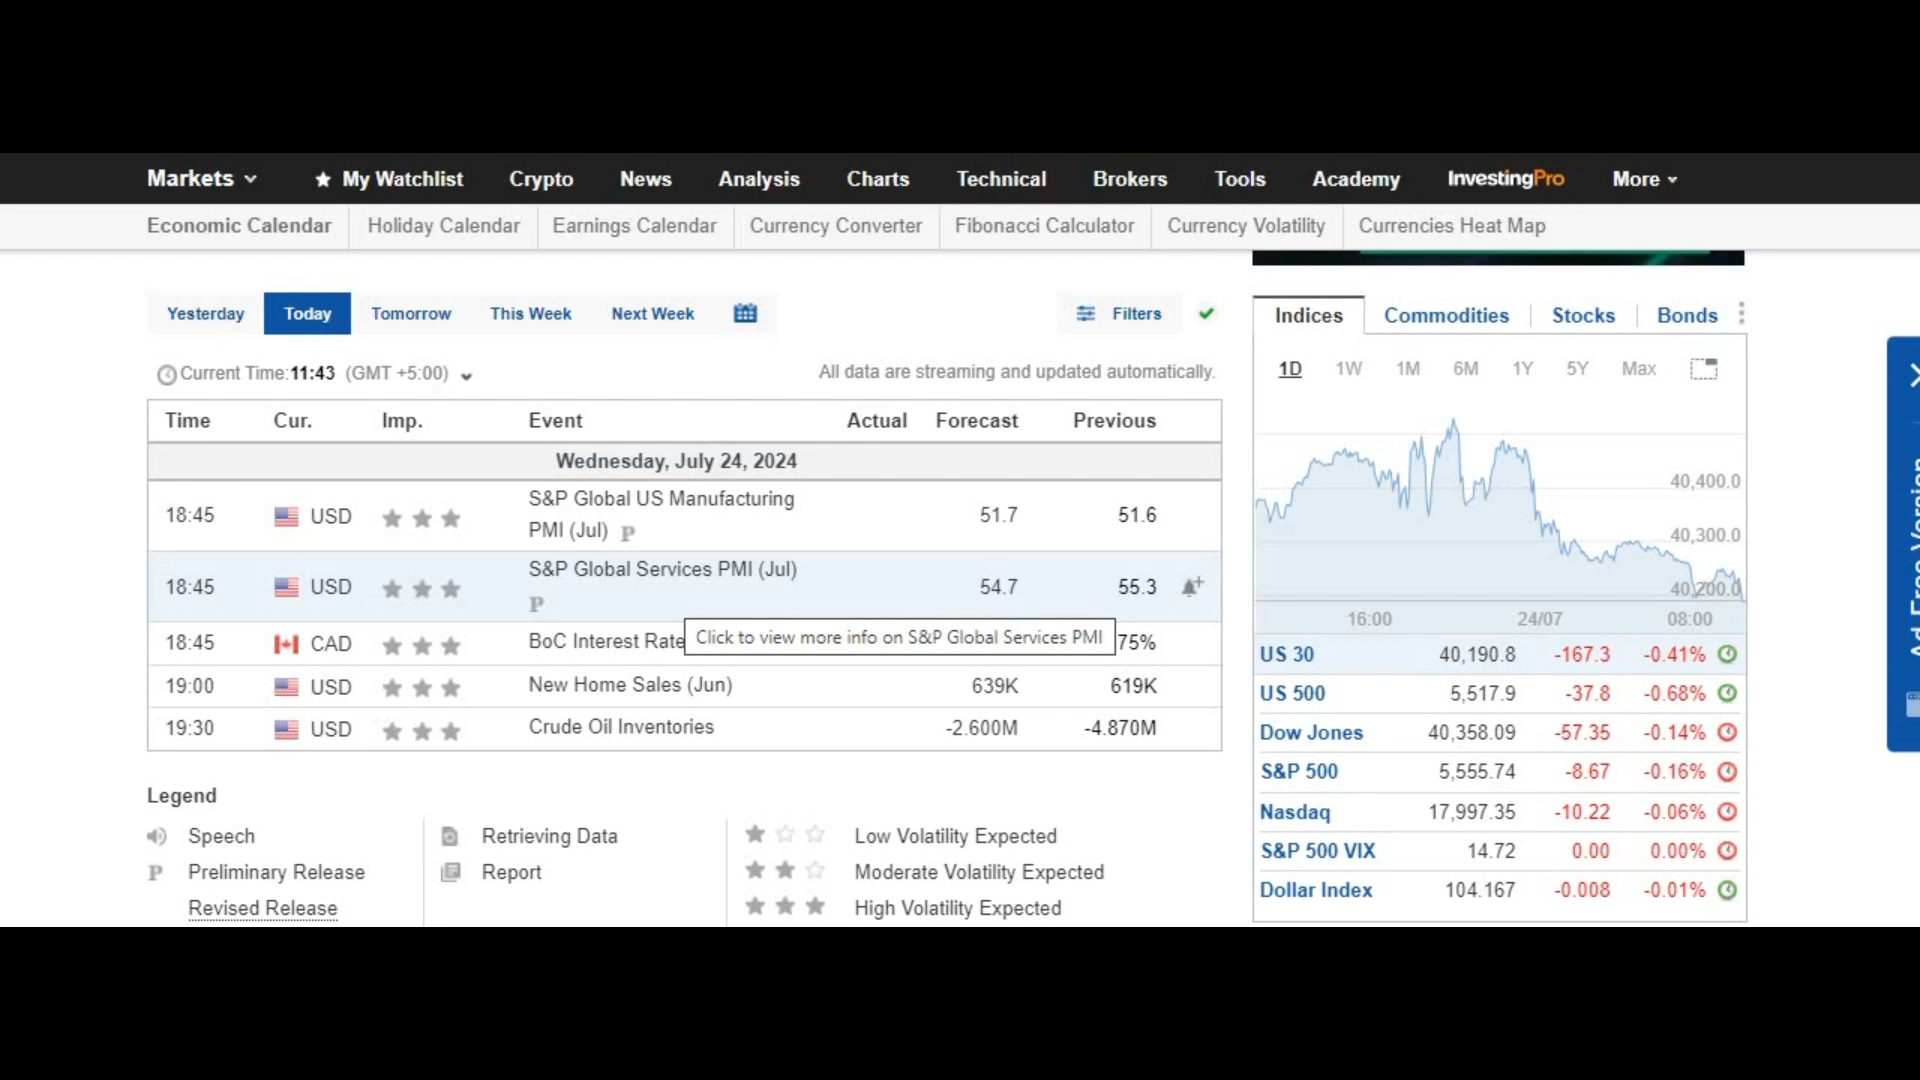 Markets My Watchlist Crypto News Analysis Charts Technical Brokers Tools Academy InvestingPro More
Economic Calendar Holiday Calendar Earnings Calendar Currency Converter Fibonacci Calculator Currency Volatility Currencies Heat Map
Yesterday Today Tomorrow This Week Next Week Filters
Current Time:11:43 (GMT +5:00) All data are streaming and updated automatically.
Time Cur. Imp. Event Actual Forecast Previous
Wednesday, July 24, 2024
18:45 USD S&P Global US Manufacturing PMI (Jul) P 51.7 51.6
18:45 USD S&P Global Services PMI (Jul) P 54.7 55.3
18:45 CAD BoC Interest Rate 75%
Click to view more info on S&P Global Services PMI
19:00 USD New Home Sales (Jun) 639K 619K
19:30 USD Crude Oil Inventories -2.600M -4.870M
Legend
Speech
P Preliminary Release
Revised Release
Retrieving Data
Report
Low Volatility Expected
Moderate Volatility Expected
High Volatility Expected
Indices Commodities Stocks Bonds
1D 1W 1M 6M 1Y 5Y Max
40,400.0
40,300.0
40,200.0
16:00 24/07 08:00
US 30 40,190.8 -167.3 -0.41%
US 500 5,517.9 -37.8 -0.68%
Dow Jones 40,358.09 -57.35 -0.14%
S&P 500 5,555.74 -8.67 -0.16%
Nasdaq 17,997.35 -10.22 -0.06%
S&P 500 VIX 14.72 0.00 0.00%
Dollar Index 104.167 -0.008 -0.01%